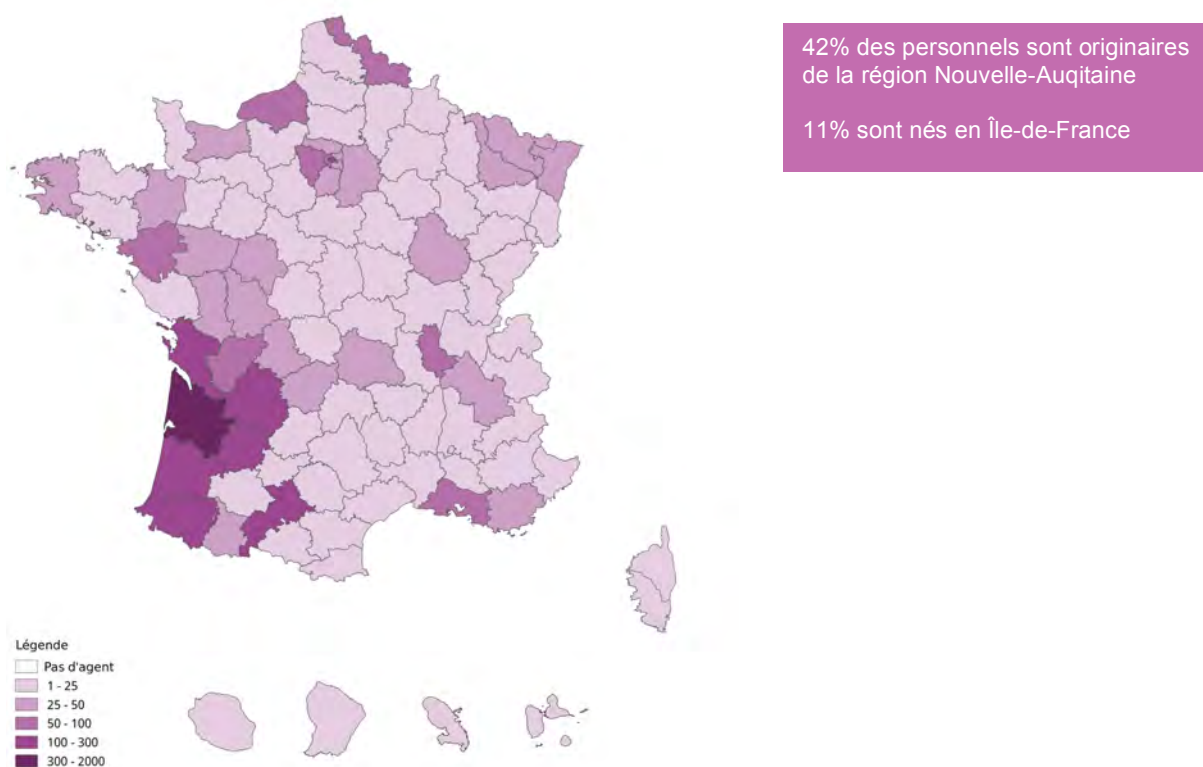 42% des personnels sont originaires
de la région Nouvelle-Auqitaine
11% sont nés en Île-de-France
Légende
Pas d'agent
1 - 25
25 - 50
50 - 100
100 - 300
300 - 2000